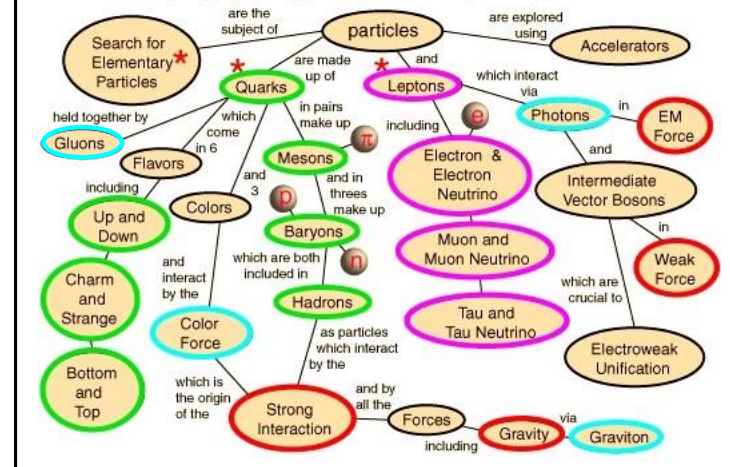 are the
subject of
particles
are explored
using
Search for
Elementary*
Particles
Accelerators
*
are made
up of
*
and
Quarks
Leptons
which interact
via
held together by
which
come
in 6
in pairs
make up
Photons
in
EM
Force
Gluons
Flavors
including
e
π
Mesons
Electron &
Electron
Neutrino
and
including
and
3
Colors
p
and in
threes
make up
Intermediate
Vector Bosons
Up and
Down
Baryons
n
Muon and
Muon Neutrino
in
Weak
Force
and
interact
by the
which are both
included in
Charm
and
Strange
Hadrons
which are
crucial to
Color
Force
as particles
which interact
by the
Tau and
Tau Neutrino
Electroweak
Unification
Bottom
and
Top
which is
the origin
of the
Strong
Interaction
and by
all the
Forces
including
Gravity
via
Graviton